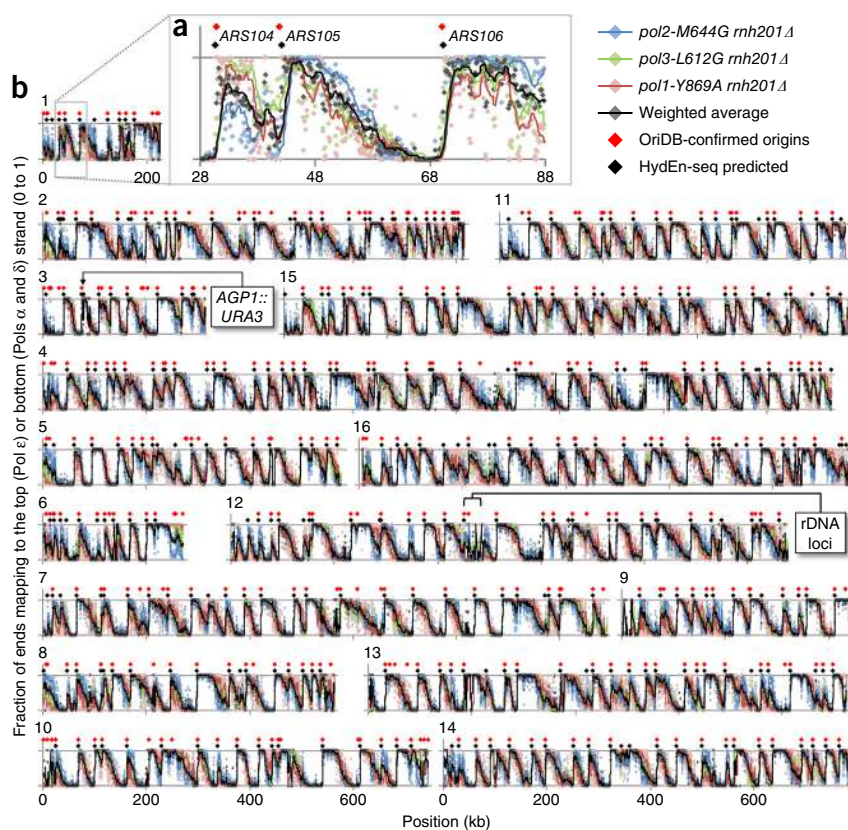 a
ARS104 ARS105 ARS106
28 48 68 88
pol2-M644G rnh201Δ
pol3-L612G rnh201Δ
pol1-Y869A rnh201Δ
Weighted average
OriDB-confirmed origins
HydEn-seq predicted
b
Fraction of ends mapping to the top (Pol ε) or bottom (Pols α and δ) strand (0 to 1)
1
0 200
2 11
3 15
AGP1::
URA3
4
5 16
6 12
rDNA
loci
7 9
8 13
10 14
0 200 400 600 0 200 400 600
Position (kb)